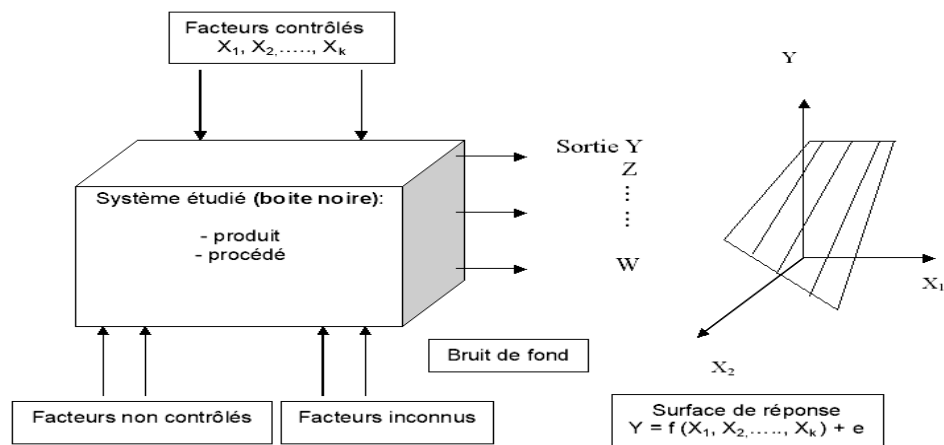 Facteurs contrôlés
X1, X2,....., Xk
Système étudié (boite noire):
- produit
- procédé
Sortie Y
Z
W
Y
X1
X2
Bruit de fond
Facteurs non contrôlés
Facteurs inconnus
Surface de réponse
Y = f (X1, X2,....., Xk) + e